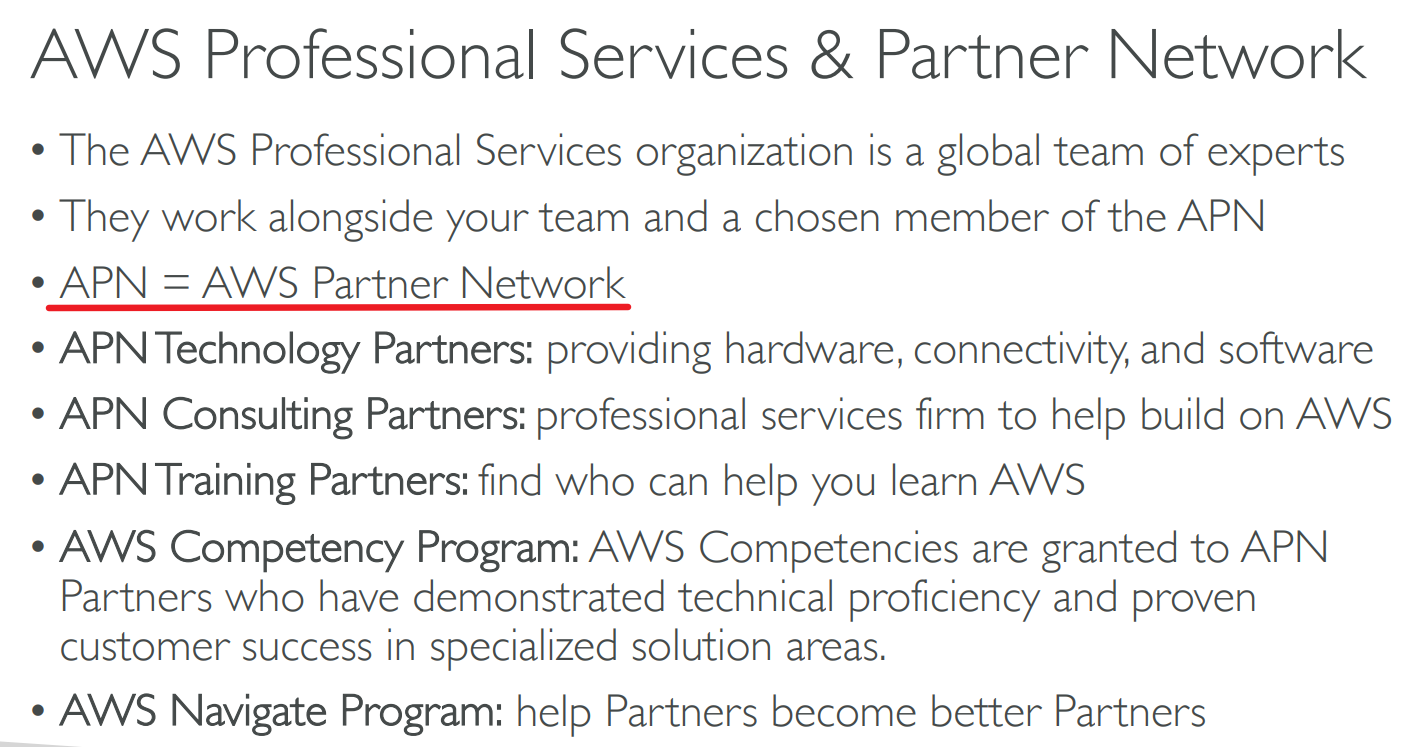 AWS Professional Services & Partner Network
• The AWS Professional Services organization is a global team of experts
• They work alongside your team and a chosen member of the APN
• APN = AWS Partner Network
• APN Technology Partners: providing hardware, connectivity, and software
• APN Consulting Partners: professional services firm to help build on AWS
• APN Training Partners: find who can help you learn AWS
• AWS Competency Program: AWS Competencies are granted to APN
Partners who have demonstrated technical proficiency and proven
customer success in specialized solution areas.
• AWS Navigate Program: help Partners become better Partners